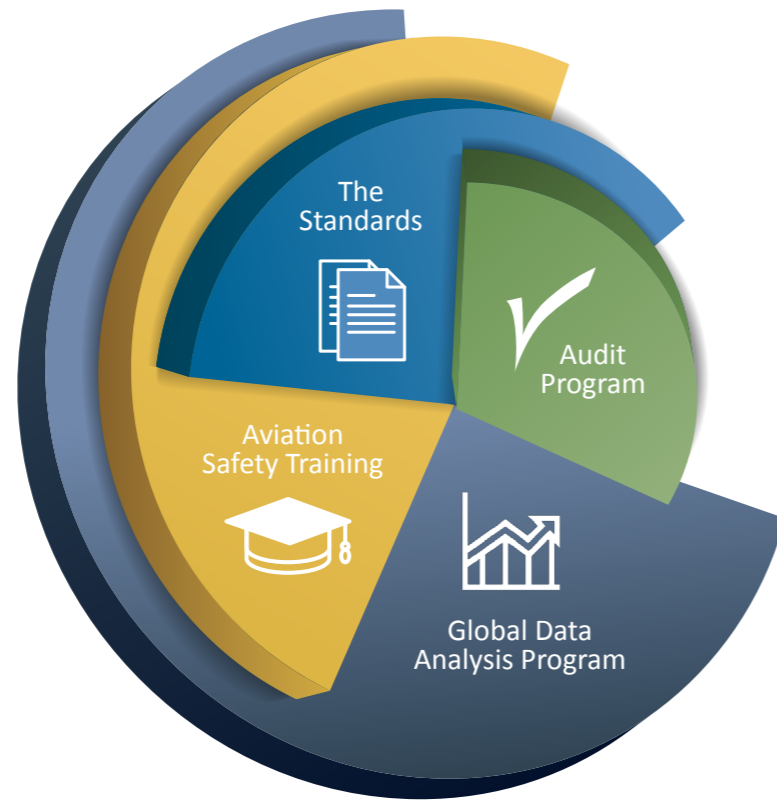 The
Standards
Audit
Program
Aviation
Safety Training
Global Data
Analysis Program